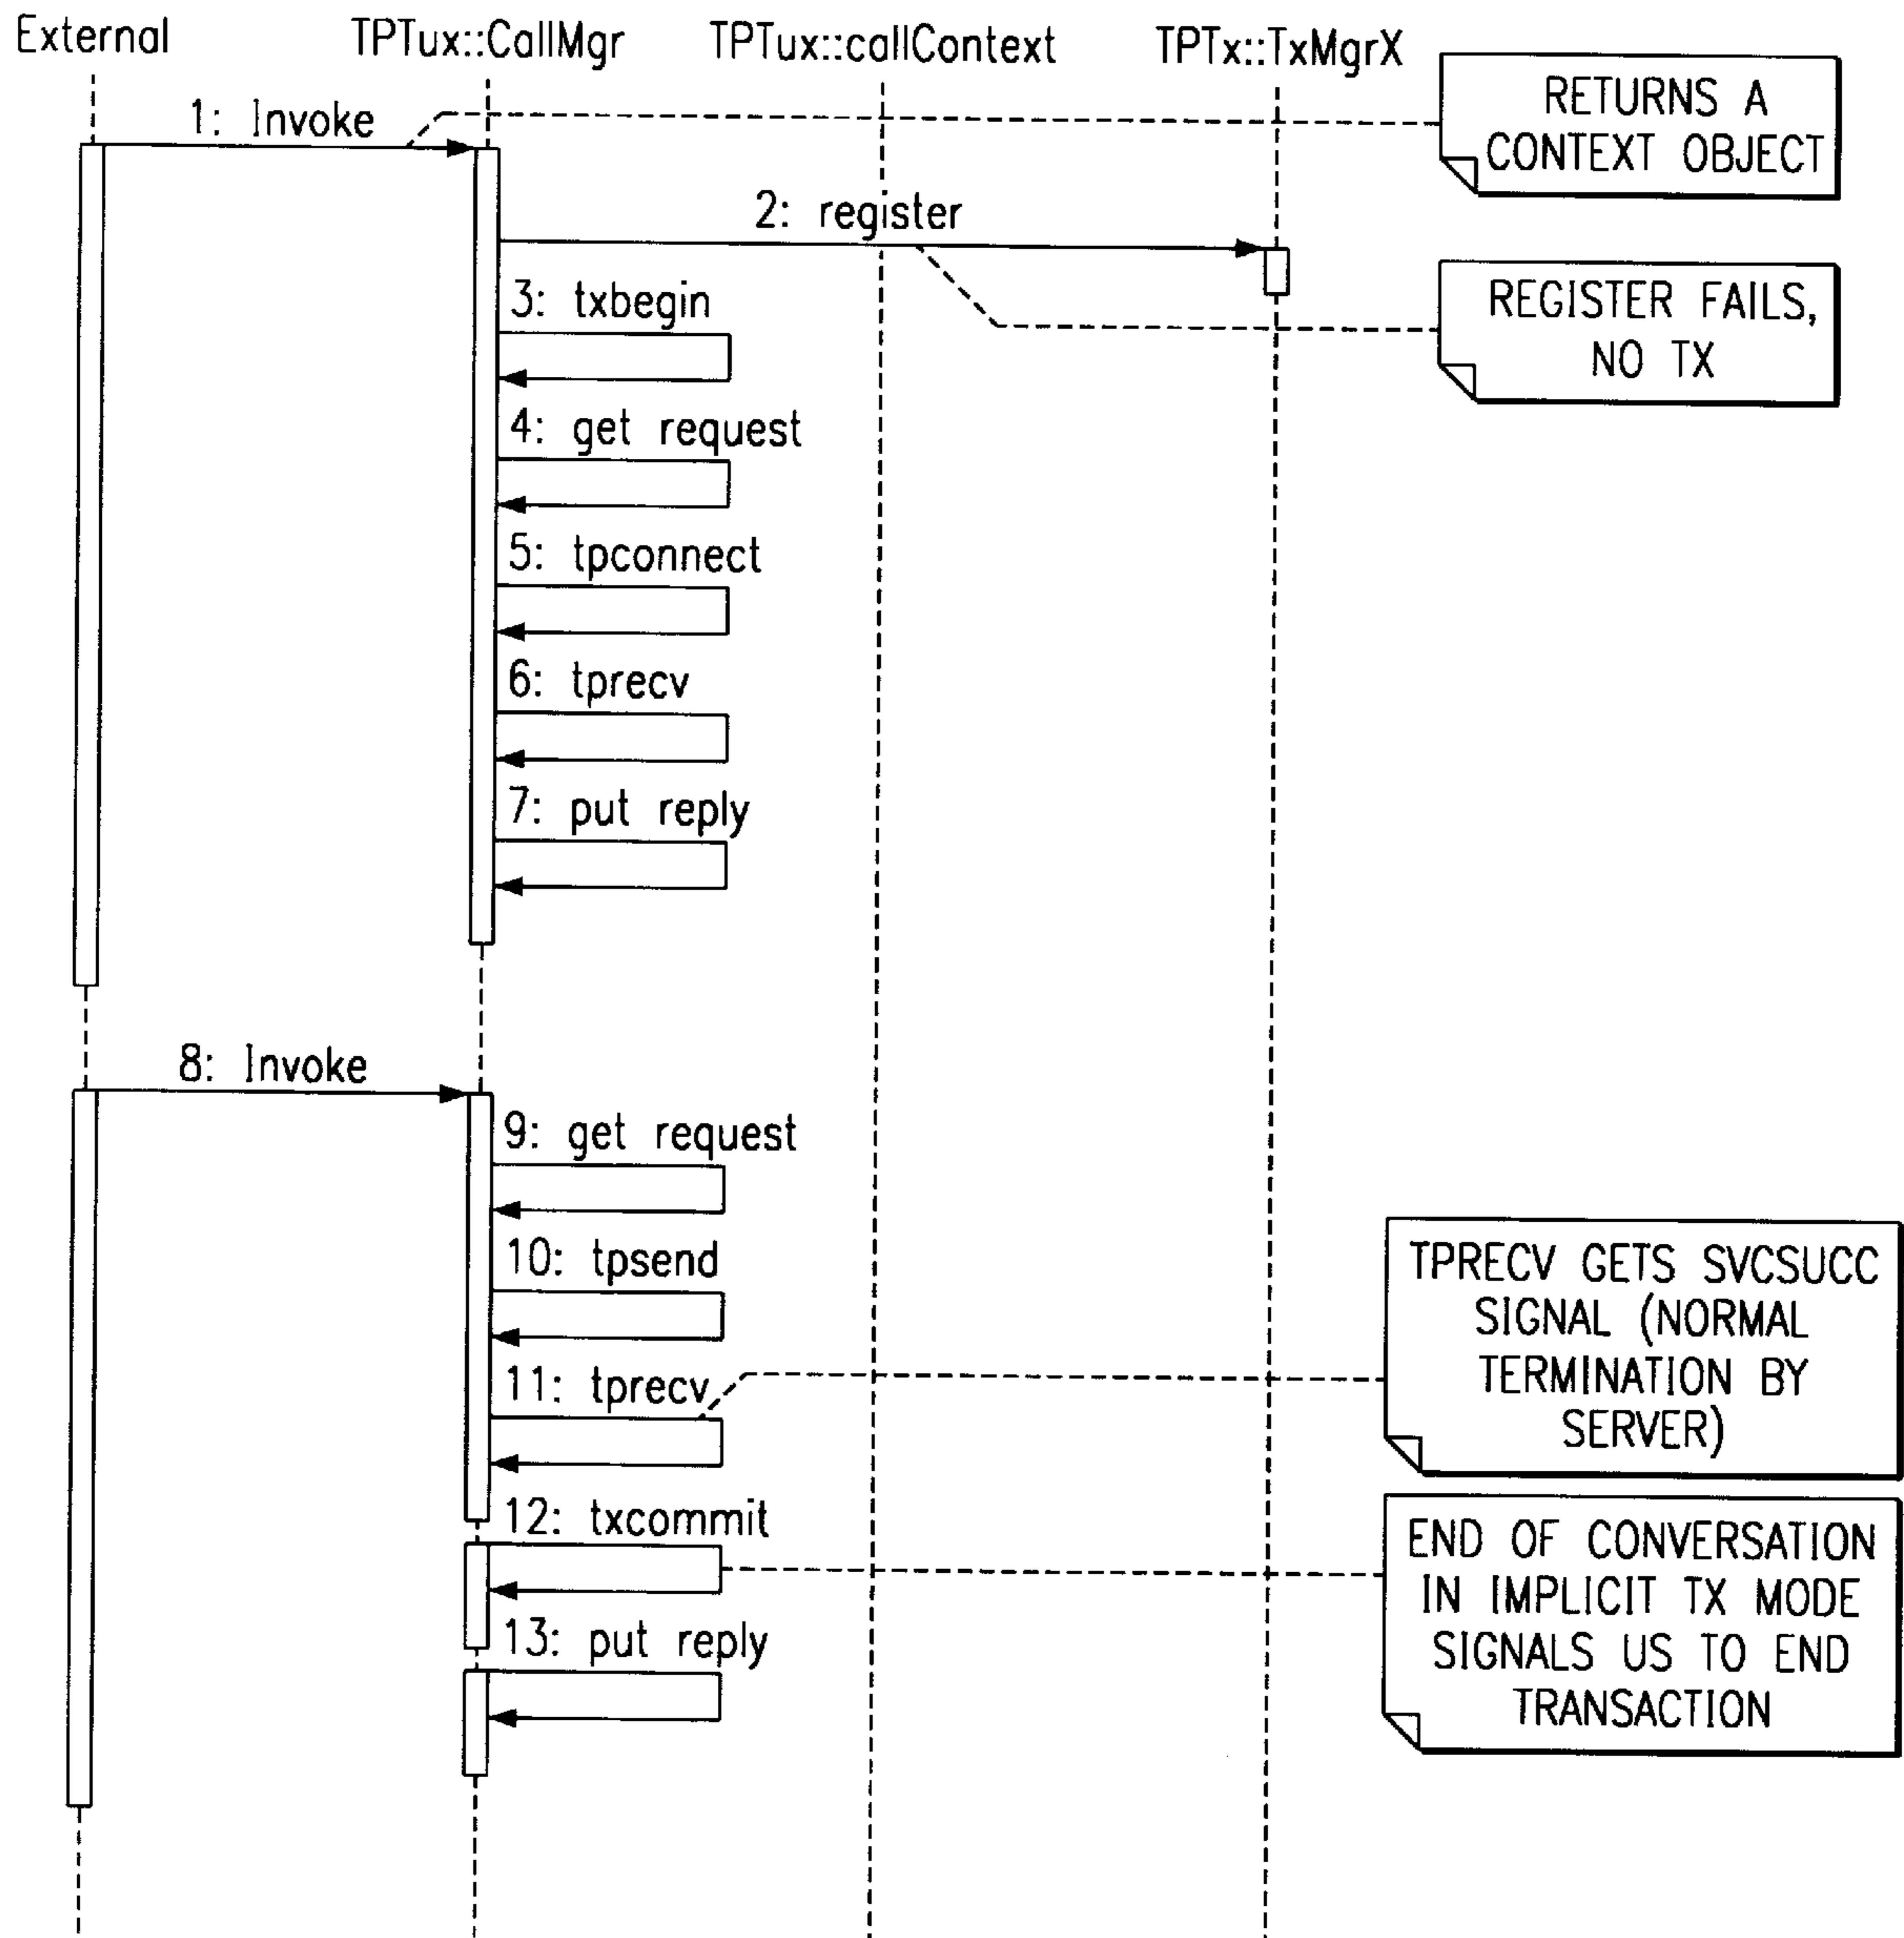 External
TPTux::CallMgr
TPTux::callContext
TPTx::TxMgrX
1: Invoke
RETURNS A
CONTEXT OBJECT
2: register
REGISTER FAILS,
NO TX
3: txbegin
4: get request
5: tpconnect
6: tprecv
7: put reply
8: Invoke
9: get request
10: tpsend
11: tprecv
TPRECV GETS SVCSUCC
SIGNAL (NORMAL
TERMINATION BY
SERVER)
12: txcommit
END OF CONVERSATION
IN IMPLICIT TX MODE
SIGNALS US TO END
TRANSACTION
13: put reply